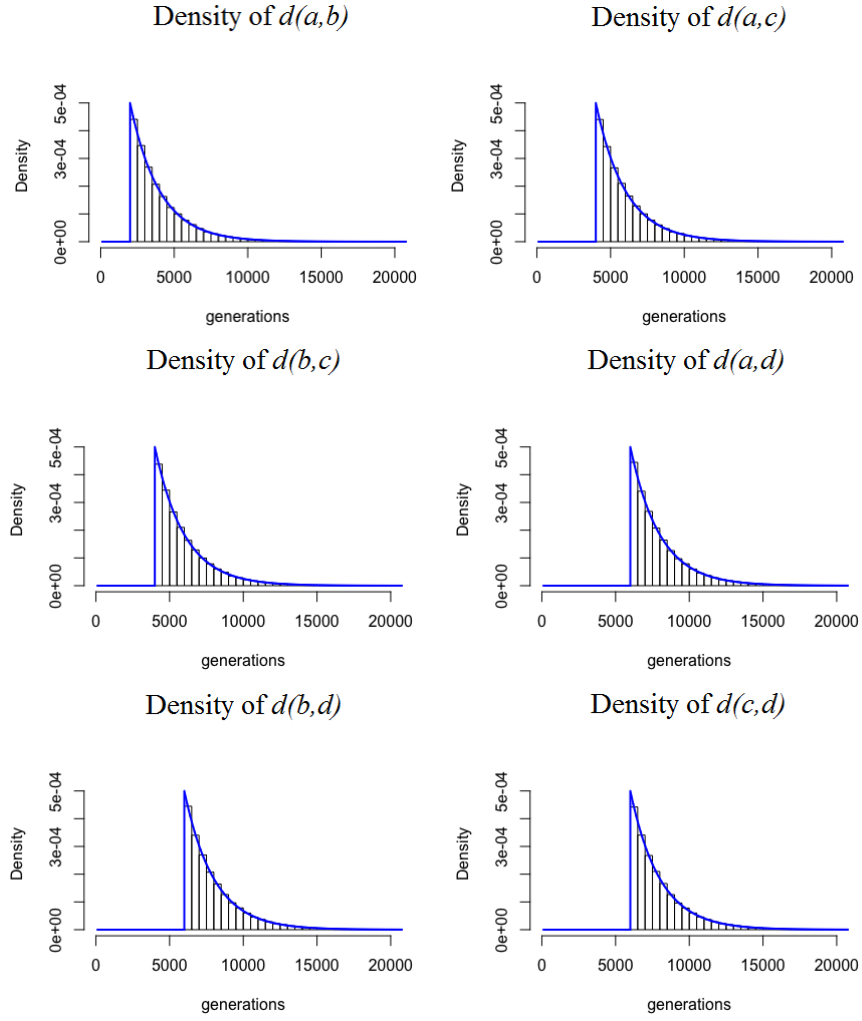 Density of d(a,b)
Density
0e+00 3e-04 5e-04
0 5000 10000 15000 20000
generations
Density of d(a,c)
Density
0e+00 3e-04 5e-04
0 5000 10000 15000 20000
generations
Density of d(b,c)
Density
0e+00 3e-04 5e-04
0 5000 10000 15000 20000
generations
Density of d(a,d)
Density
0e+00 3e-04 5e-04
0 5000 10000 15000 20000
generations
Density of d(b,d)
Density
0e+00 3e-04 5e-04
0 5000 10000 15000 20000
generations
Density of d(c,d)
Density
0e+00 3e-04 5e-04
0 5000 10000 15000 20000
generations